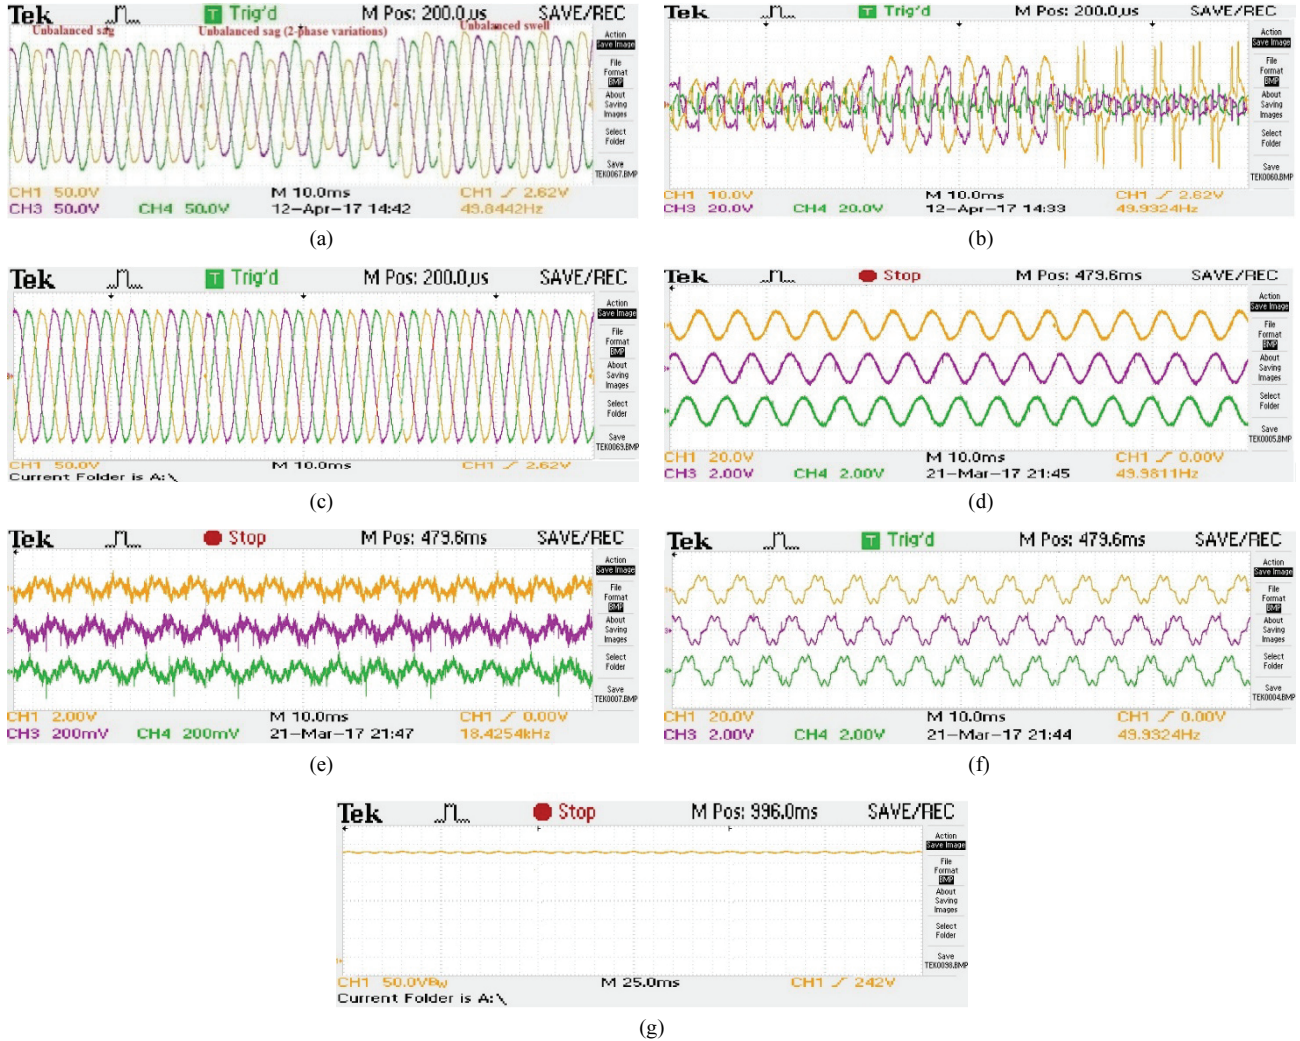 Tek Trig'd M Pos: 200.0µs SAVE/REC
Unbalanced sag Unbalanced sag (2-phase variations) Unbalanced swell
Action
Save Image
File
Format
BMP
About
Saving
Images
Select
Folder
Save
TEK0067.BMP
CH1 50.0V M 10.0ms CH1 2.62V
CH3 50.0V CH4 50.0V 12-Apr-17 14:42 49.8442Hz
(a)
Tek Trig'd M Pos: 200.0µs SAVE/REC
Action
Save Image
File
Format
BMP
About
Saving
Images
Select
Folder
Save
TEK0060.BMP
CH1 10.0V M 10.0ms CH1 2.62V
CH3 20.0V CH4 20.0V 12-Apr-17 14:33 49.9324Hz
(b)
Tek Trig'd M Pos: 200.0µs SAVE/REC
Action
Save Image
File
Format
BMP
About
Saving
Images
Select
Folder
Save
TEK0069.BMP
CH1 50.0V M 10.0ms CH1 2.62V
Current Folder is A:\
(c)
Tek Stop M Pos: 479.6ms SAVE/REC
Action
Save Image
File
Format
BMP
About
Saving
Images
Select
Folder
Save
TEK0005.BMP
CH1 20.0V M 10.0ms CH1 0.00V
CH3 2.00V CH4 2.00V 21-Mar-17 21:45 49.9811Hz
(d)
Tek Stop M Pos: 479.6ms SAVE/REC
Action
Save Image
File
Format
BMP
About
Saving
Images
Select
Folder
Save
TEK0007.BMP
CH1 2.00V M 10.0ms CH1 0.00V
CH3 200mV CH4 200mV 21-Mar-17 21:47 18.4254kHz
(e)
Tek Trig'd M Pos: 479.6ms SAVE/REC
Action
Save Image
File
Format
BMP
About
Saving
Images
Select
Folder
Save
TEK0004.BMP
CH1 20.0V M 10.0ms CH1 0.00V
CH3 2.00V CH4 2.00V 21-Mar-17 21:44 49.9324Hz
(f)
Tek Stop M Pos: 996.0ms SAVE/REC
Action
Save Image
File
Format
BMP
About
Saving
Images
Select
Folder
Save
TEK0098.BMP
CH1 50.0VBW M 25.0ms CH1 242V
Current Folder is A:\
(g)